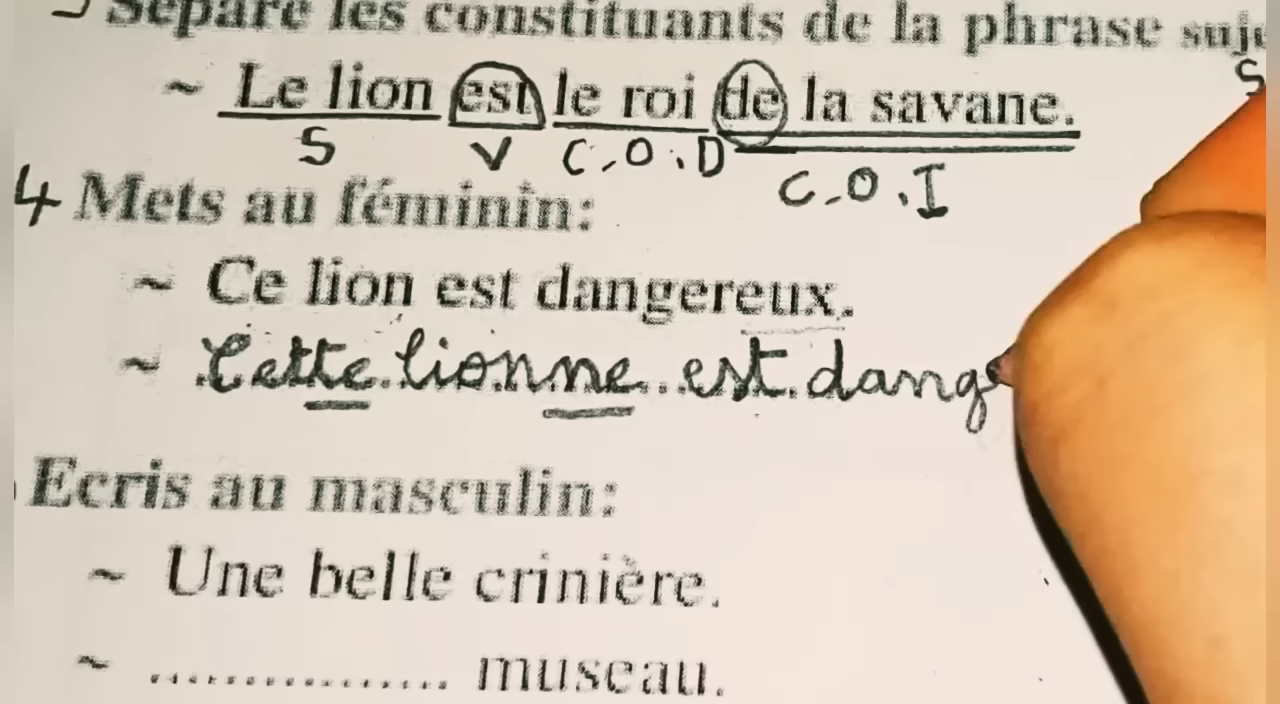 Sépare les constituants de la phrase suj
~ Le lion est le roi de la savane.
S V C.O.D C.O.I
4 Mets au féminin:
~ Ce lion est dangereux.
~ Cette lionne est dang
Ecris au masculin:
~ Une belle crinière.
~ ................ museau.